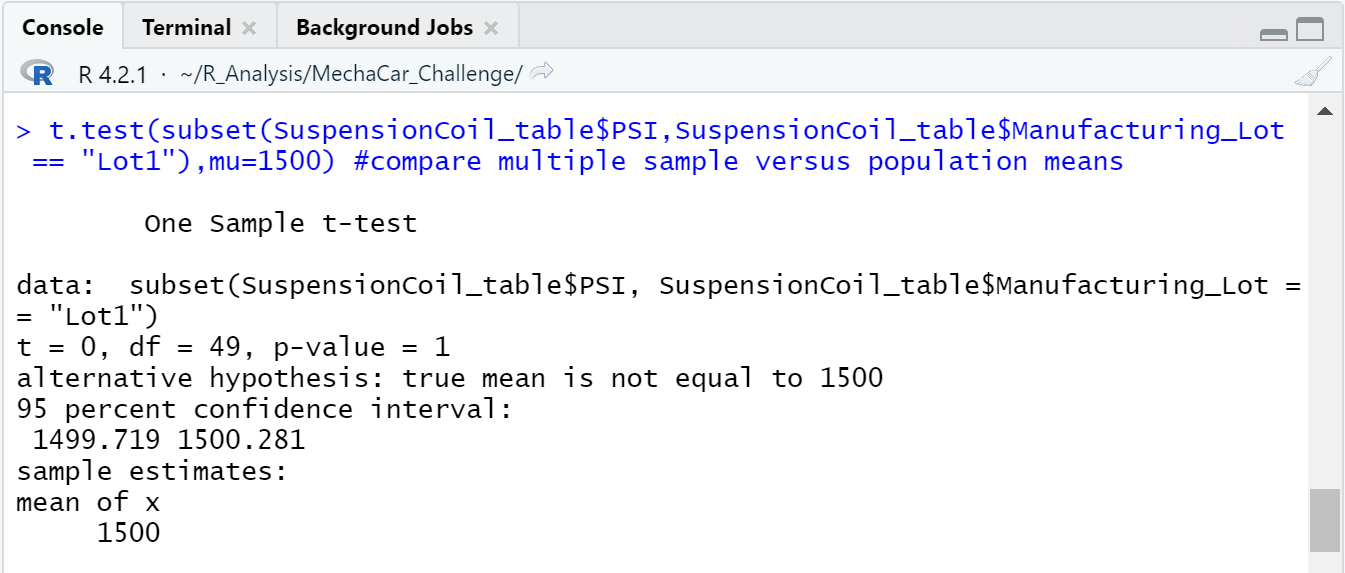 Console Terminal Background Jobs
R R 4.2.1 · ~/R_Analysis/MechaCar_Challenge/
> t.test(subset(SuspensionCoil_table$PSI,SuspensionCoil_table$Manufacturing_Lot
== "Lot1"),mu=1500) #compare multiple sample versus population means
One Sample t-test
data:  subset(SuspensionCoil_table$PSI, SuspensionCoil_table$Manufacturing_Lot =
= "Lot1")
t = 0, df = 49, p-value = 1
alternative hypothesis: true mean is not equal to 1500
95 percent confidence interval:
1499.719 1500.281
sample estimates:
mean of x
1500